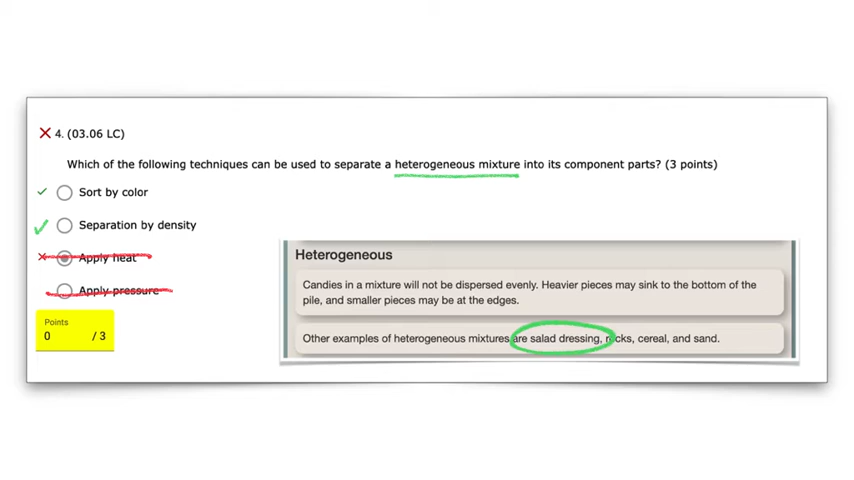 4. (03.06 LC)
Which of the following techniques can be used to separate a heterogeneous mixture into its component parts? (3 points)
Sort by color
Separation by density
Apply heat
Apply pressure
Points
0 / 3
Heterogeneous
Candies in a mixture will not be dispersed evenly. Heavier pieces may sink to the bottom of the
pile, and smaller pieces may be at the edges.
Other examples of heterogeneous mixtures are salad dressing, rocks, cereal, and sand.